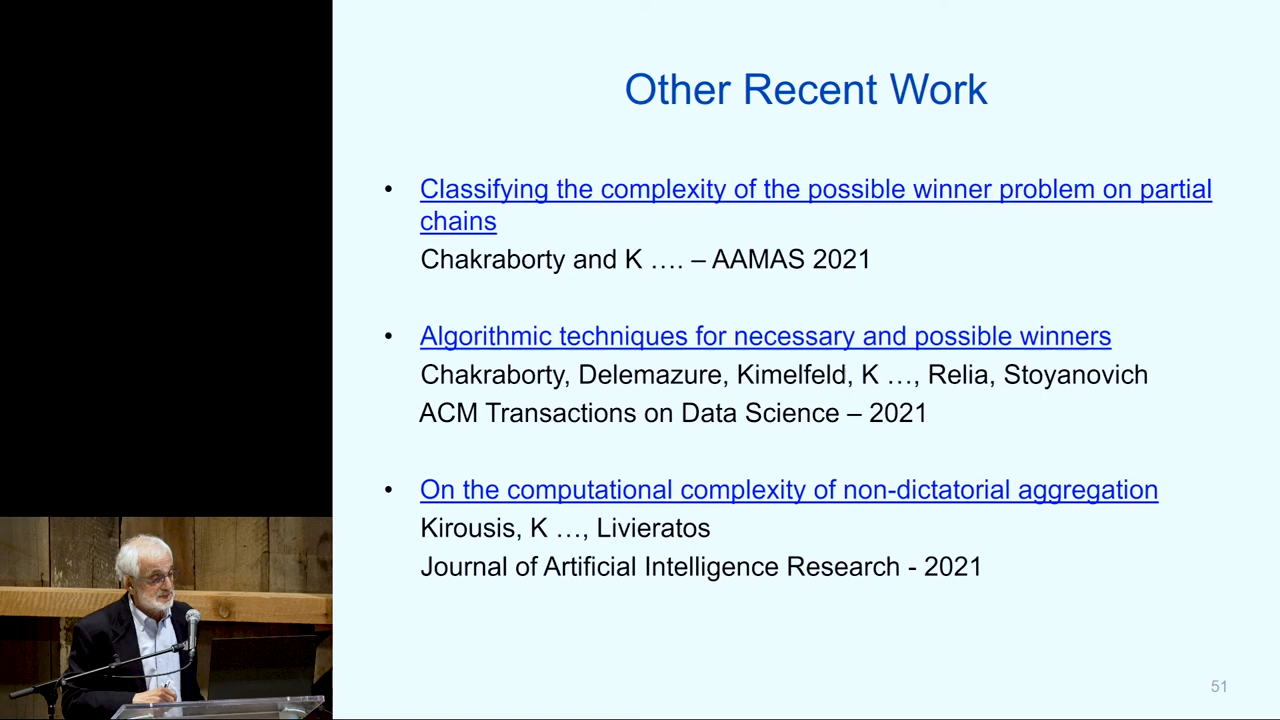 Other Recent Work
• Classifying the complexity of the possible winner problem on partial
chains
Chakraborty and K …. – AAMAS 2021
• Algorithmic techniques for necessary and possible winners
Chakraborty, Delemazure, Kimelfeld, K …, Relia, Stoyanovich
ACM Transactions on Data Science – 2021
• On the computational complexity of non-dictatorial aggregation
Kirousis, K …, Livieratos
Journal of Artificial Intelligence Research - 2021
51